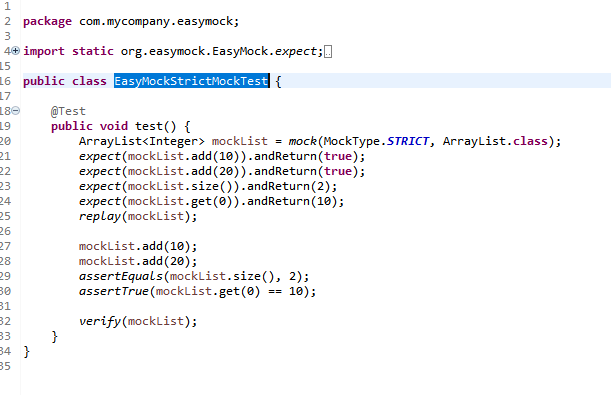 1
2 package com.mycompany.easymock;
3
4 import static org.easymock.EasyMock.expect;
15
16 public class EasyMockStrictMockTest {
17
18 @Test
19 public void test() {
20 ArrayList<Integer> mockList = mock(MockType.STRICT, ArrayList.class);
21 expect(mockList.add(10)).andReturn(true);
22 expect(mockList.add(20)).andReturn(true);
23 expect(mockList.size()).andReturn(2);
24 expect(mockList.get(0)).andReturn(10);
25 replay(mockList);
26
27 mockList.add(10);
28 mockList.add(20);
29 assertEquals(mockList.size(), 2);
30 assertTrue(mockList.get(0) == 10);
31
32 verify(mockList);
33 }
34 }
35